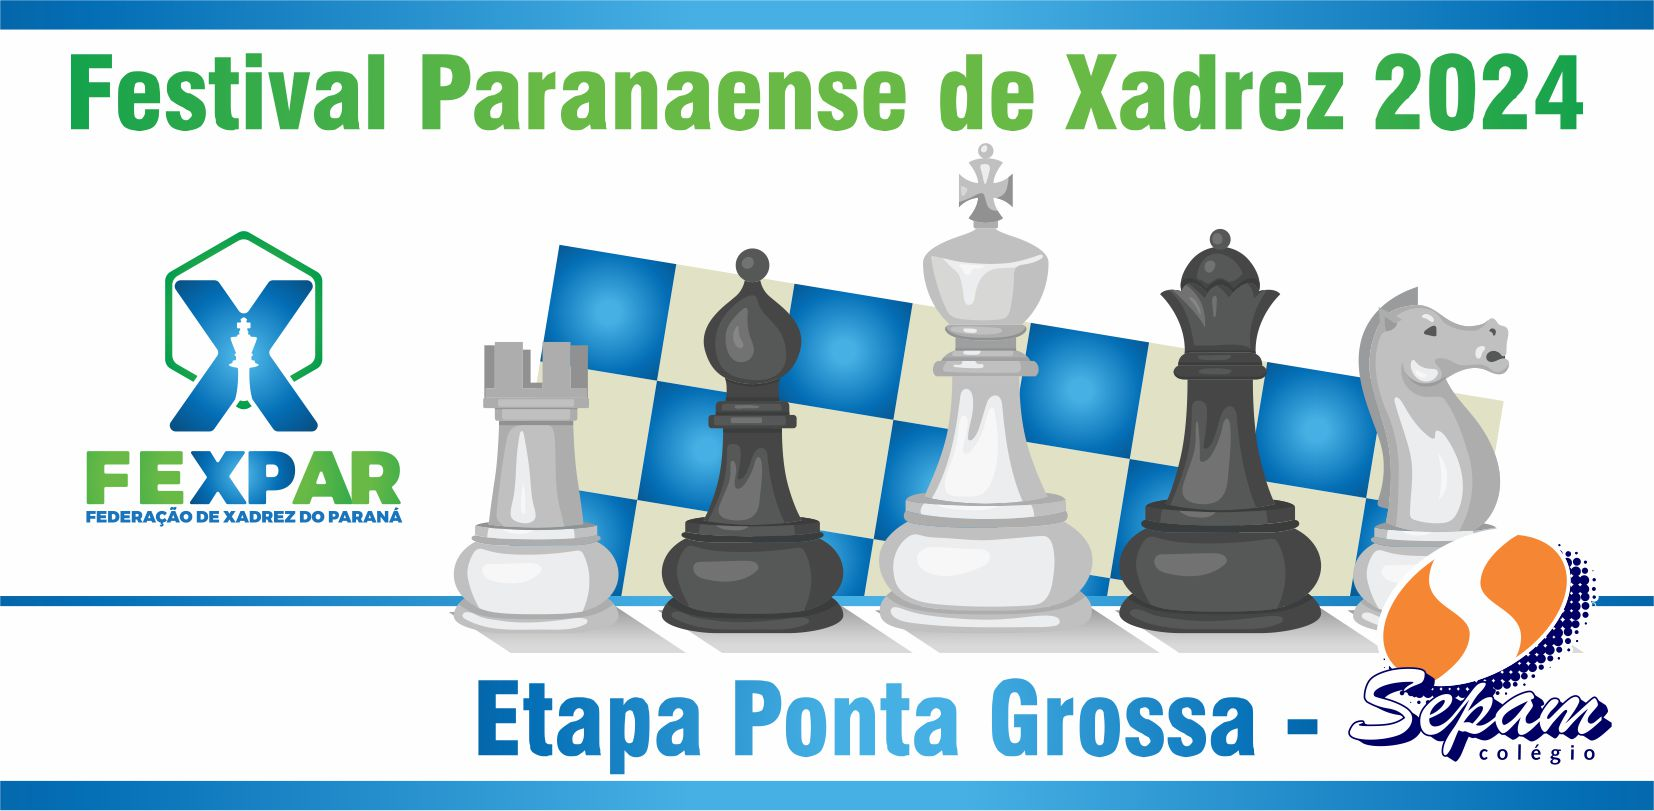 Festival Paranaense de Xadrez 2024
FEXPAR
FEDERAÇÃO DE XADREZ DO PARANÁ
Etapa Ponta Grossa -
Sepam
colégio